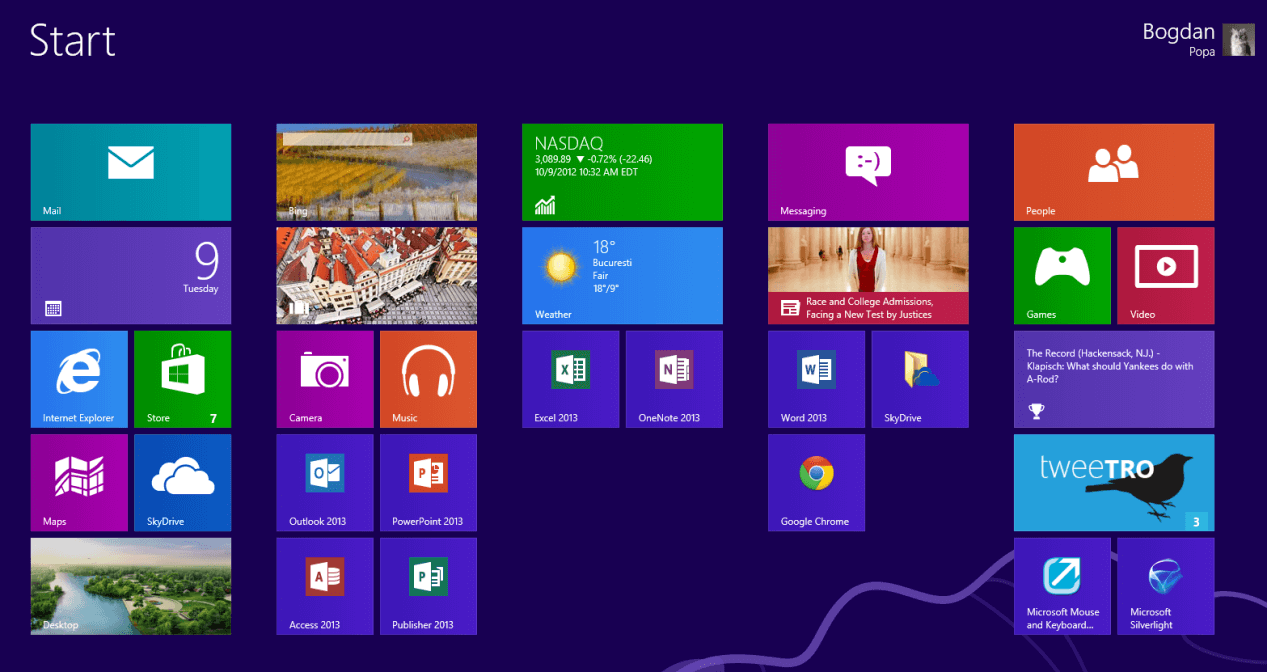 Start
Bogdan
Popa
Mail
9
Tuesday
Internet Explorer
Store
7
Maps
SkyDrive
Desktop
Bing
Camera
Music
Outlook 2013
PowerPoint 2013
Access 2013
Publisher 2013
NASDAQ
3,089.89 ▼ -0.72% (-22.46)
10/9/2012 10:32 AM EDT
18°
Bucuresti
Fair
18°/9°
Weather
Excel 2013
OneNote 2013
:-)
Messaging
Race and College Admissions,
Facing a New Test by Justices
Word 2013
SkyDrive
Google Chrome
People
Games
Video
The Record (Hackensack, N.J.) -
Klapisch: What should Yankees do with
A-Rod?
tweeTRO
3
Microsoft Mouse
and Keyboard...
Microsoft
Silverlight